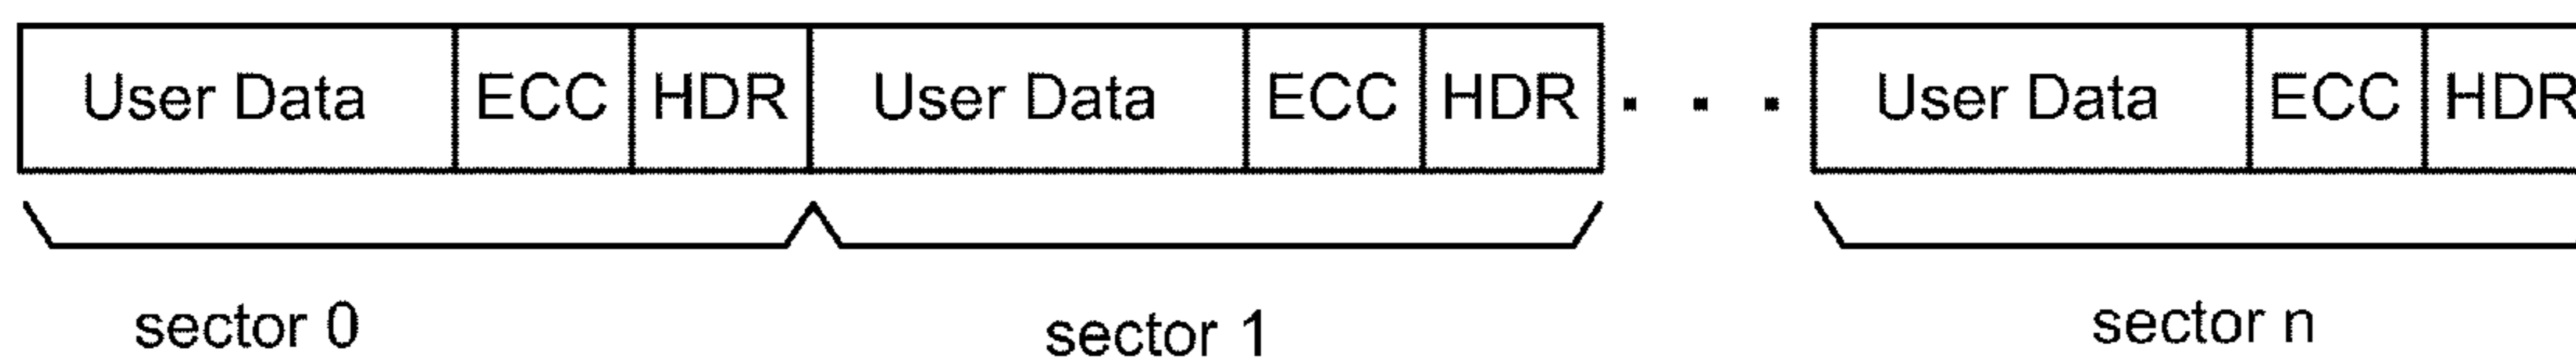 User Data ECC HDR User Data ECC HDR . . . User Data ECC HDR
sector 0 sector 1 sector n